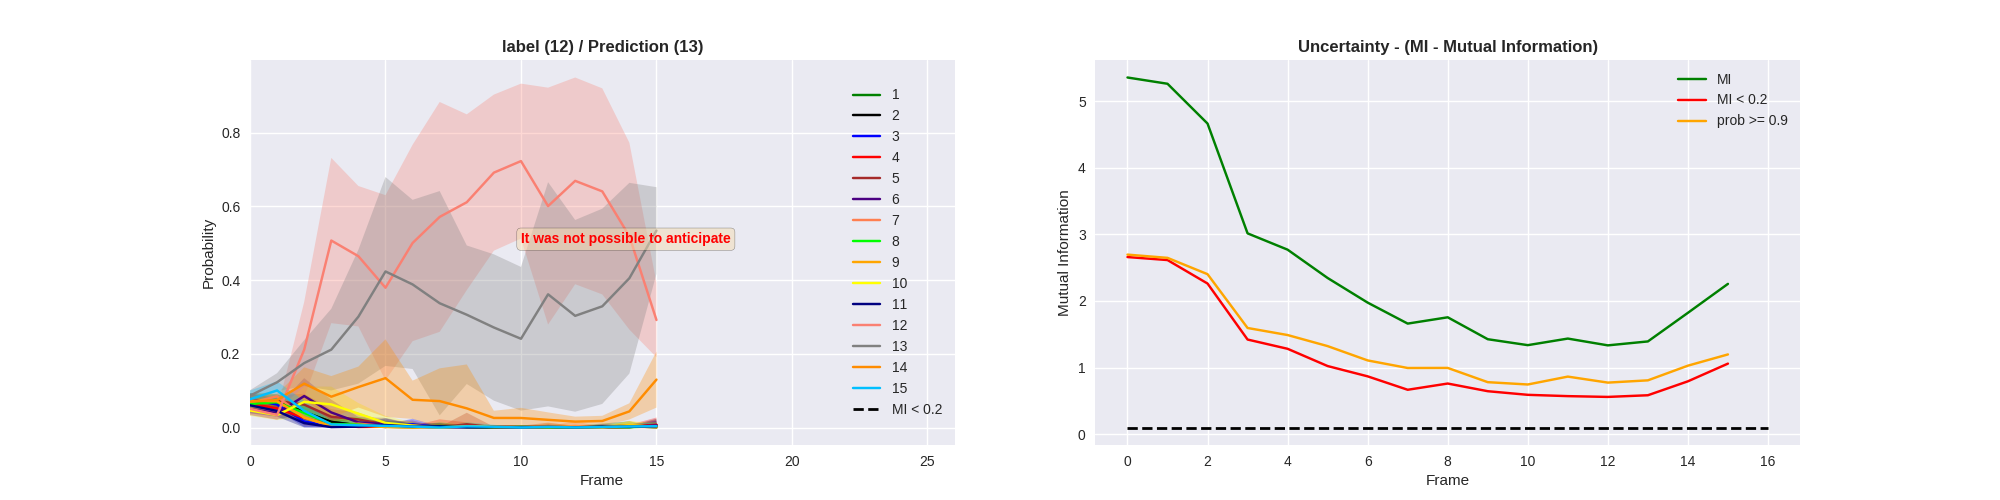 label (12) / Prediction (13)
Probability
0.8
0.6
0.4
0.2
0.0
0 5 10 15 20 25
Frame
It was not possible to anticipate
1
2
3
4
5
6
7
8
9
10
11
12
13
14
15
MI < 0.2
Uncertainty - (MI - Mutual Information)
Mutual Information
5
4
3
2
1
0
0 2 4 6 8 10 12 14 16
Frame
MI
MI < 0.2
prob >= 0.9